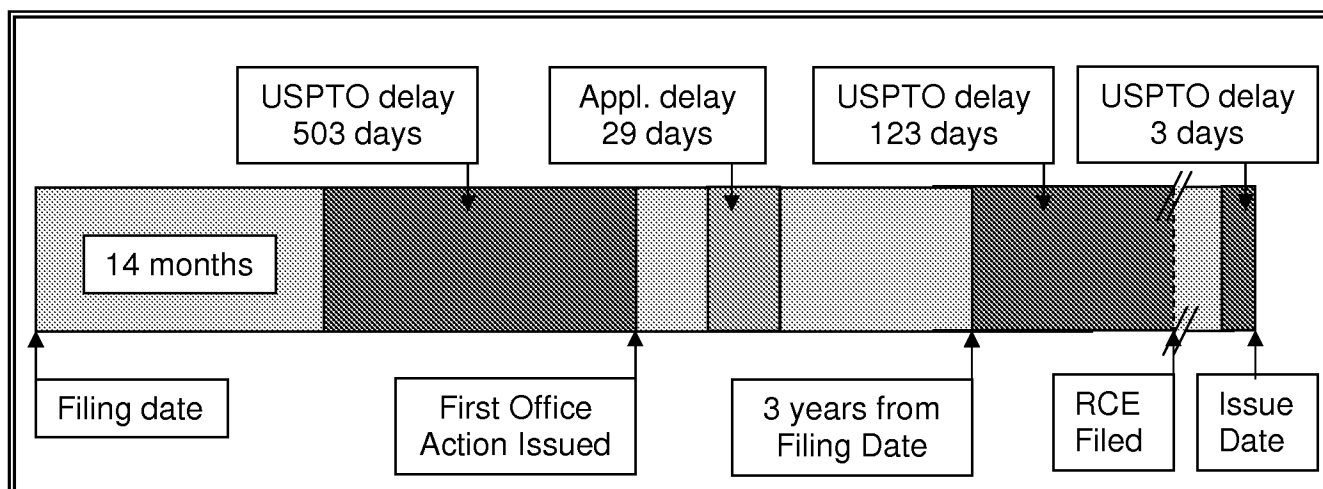 USPTO delay
503 days
Appl. delay
29 days
USPTO delay
123 days
USPTO delay
3 days
14 months
Filing date
First Office
Action Issued
3 years from
Filing Date
RCE
Filed
Issue
Date